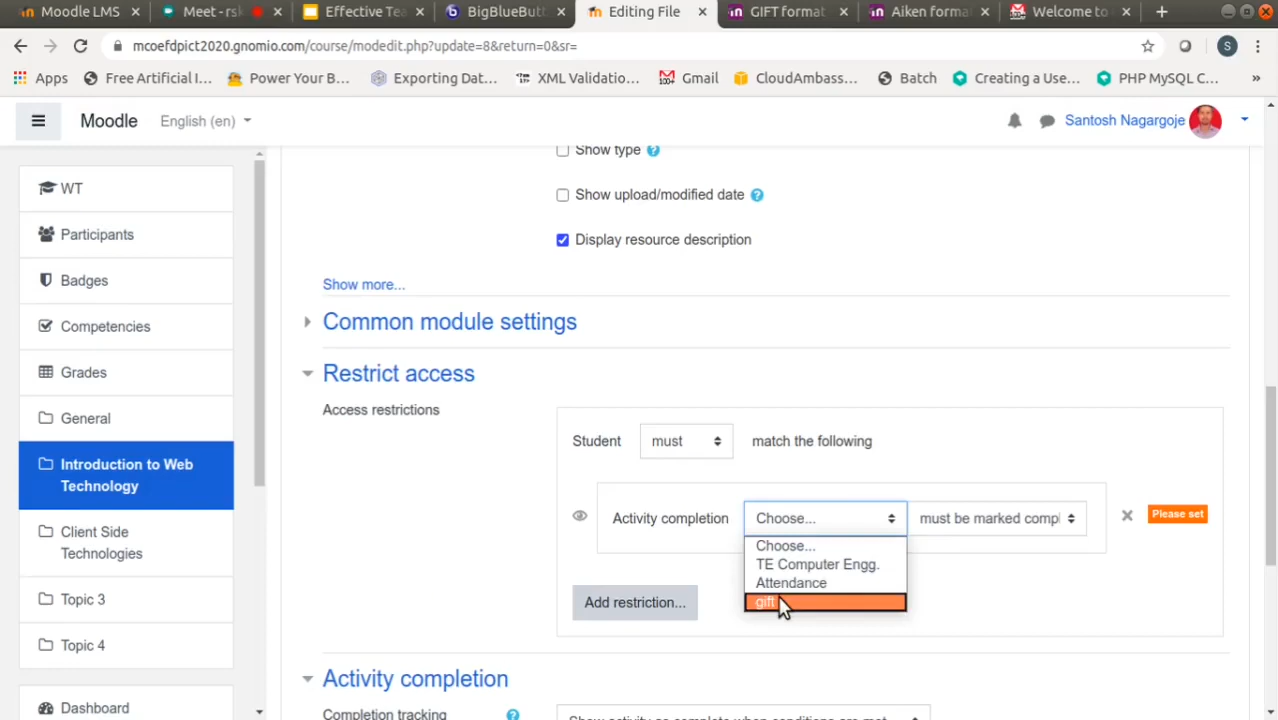 Moodle LMS
Meet - rsk
Effective Tea
BigBlueButt
Editing File
GIFT format
Aiken forma
Welcome to
mcoefdpict2020.gnomio.com/course/modedit.php?update=8&return=0&sr=
S
Apps
Free Artificial I...
Power Your B...
Exporting Dat...
XML Validatio...
Gmail
CloudAmbass...
Batch
Creating a Use...
PHP MySQL C...
»
Moodle
English (en)
Santosh Nagargoje
WT
Participants
Badges
Competencies
Grades
General
Introduction to Web
Technology
Client Side
Technologies
Topic 3
Topic 4
Dashboard
Show type
Show upload/modified date
Display resource description
Show more...
Common module settings
Restrict access
Access restrictions
Student must match the following
Activity completion Choose... must be marked compl
Please set
Choose...
TE Computer Engg.
Attendance
gift
Add restriction...
Activity completion
Completion tracking
Show activity as complete when conditions are met